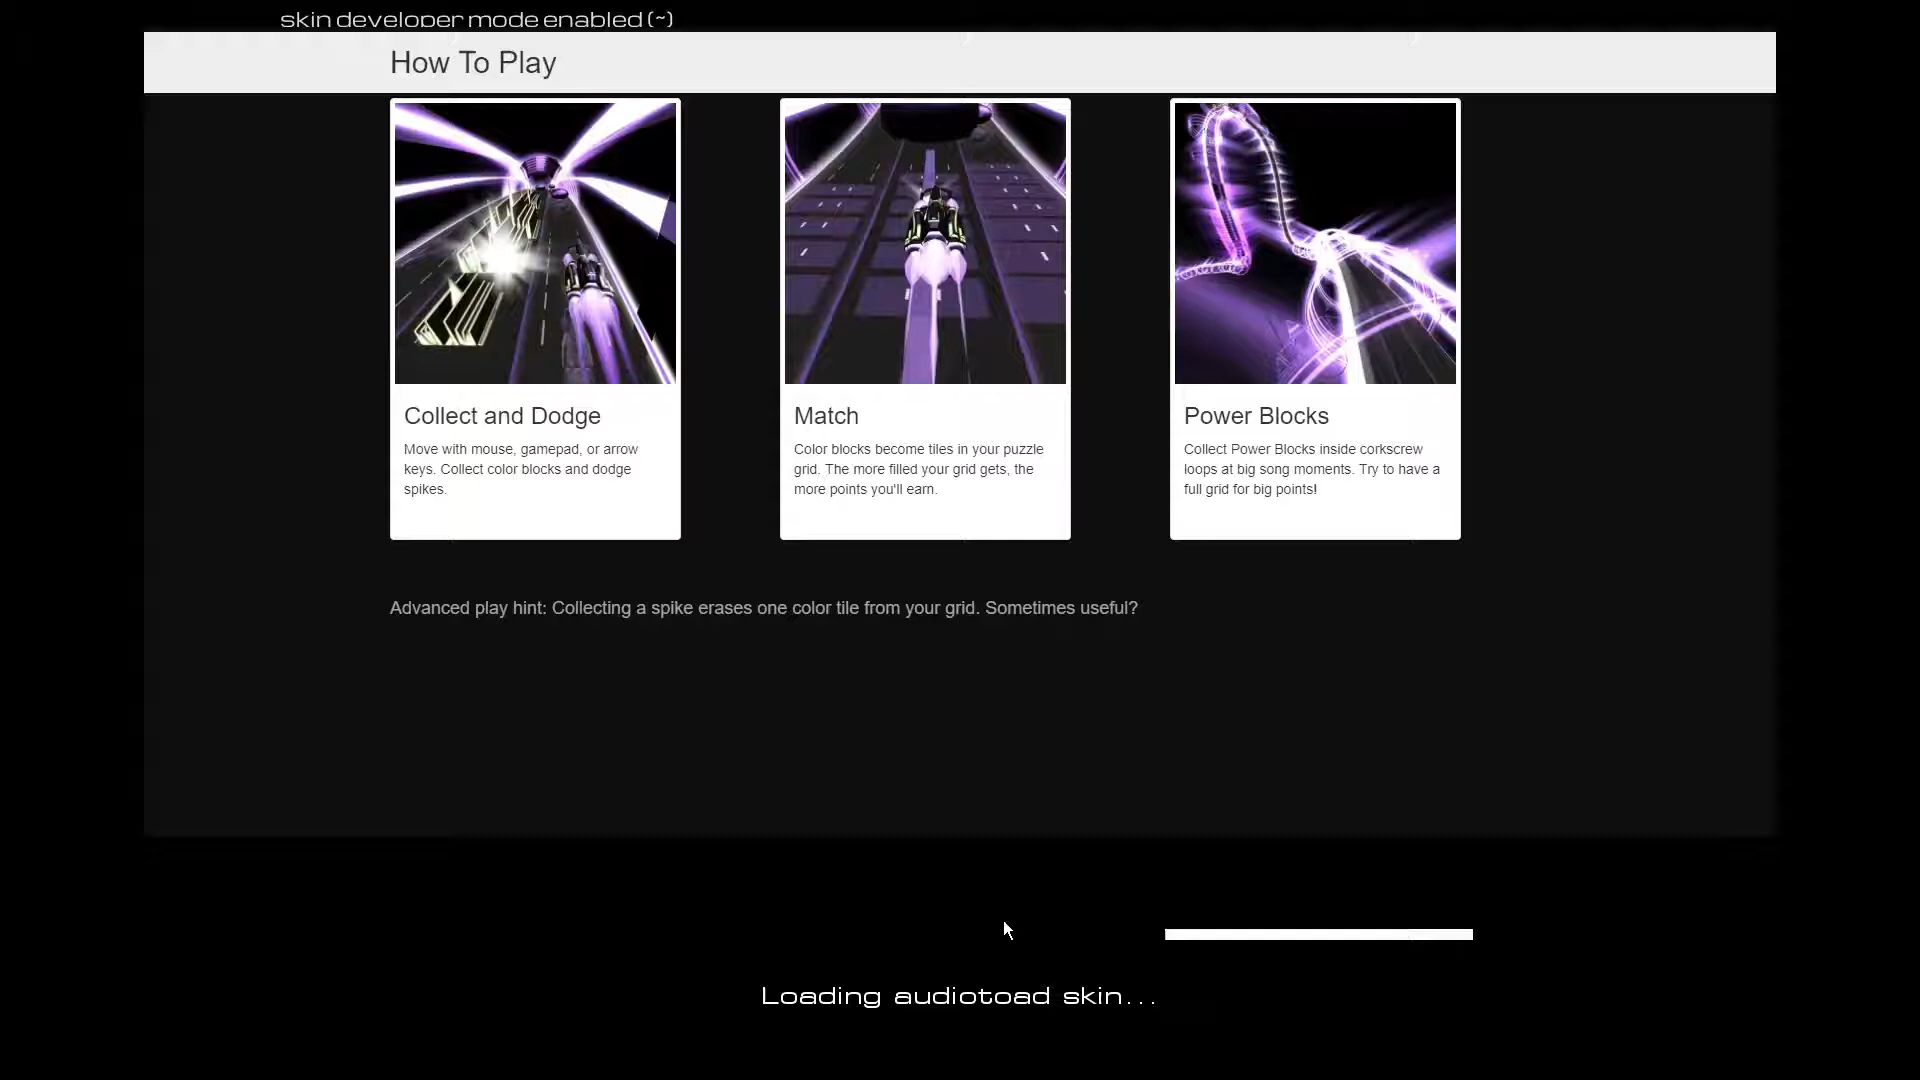 skin developer mode enabled (~)
How To Play
Collect and Dodge
Move with mouse, gamepad, or arrow
keys. Collect color blocks and dodge
spikes.
Match
Color blocks become tiles in your puzzle
grid. The more filled your grid gets, the
more points you'll earn.
Power Blocks
Collect Power Blocks inside corkscrew
loops at big song moments. Try to have a
full grid for big points!
Advanced play hint: Collecting a spike erases one color tile from your grid. Sometimes useful?
Loading audiotoad skin...